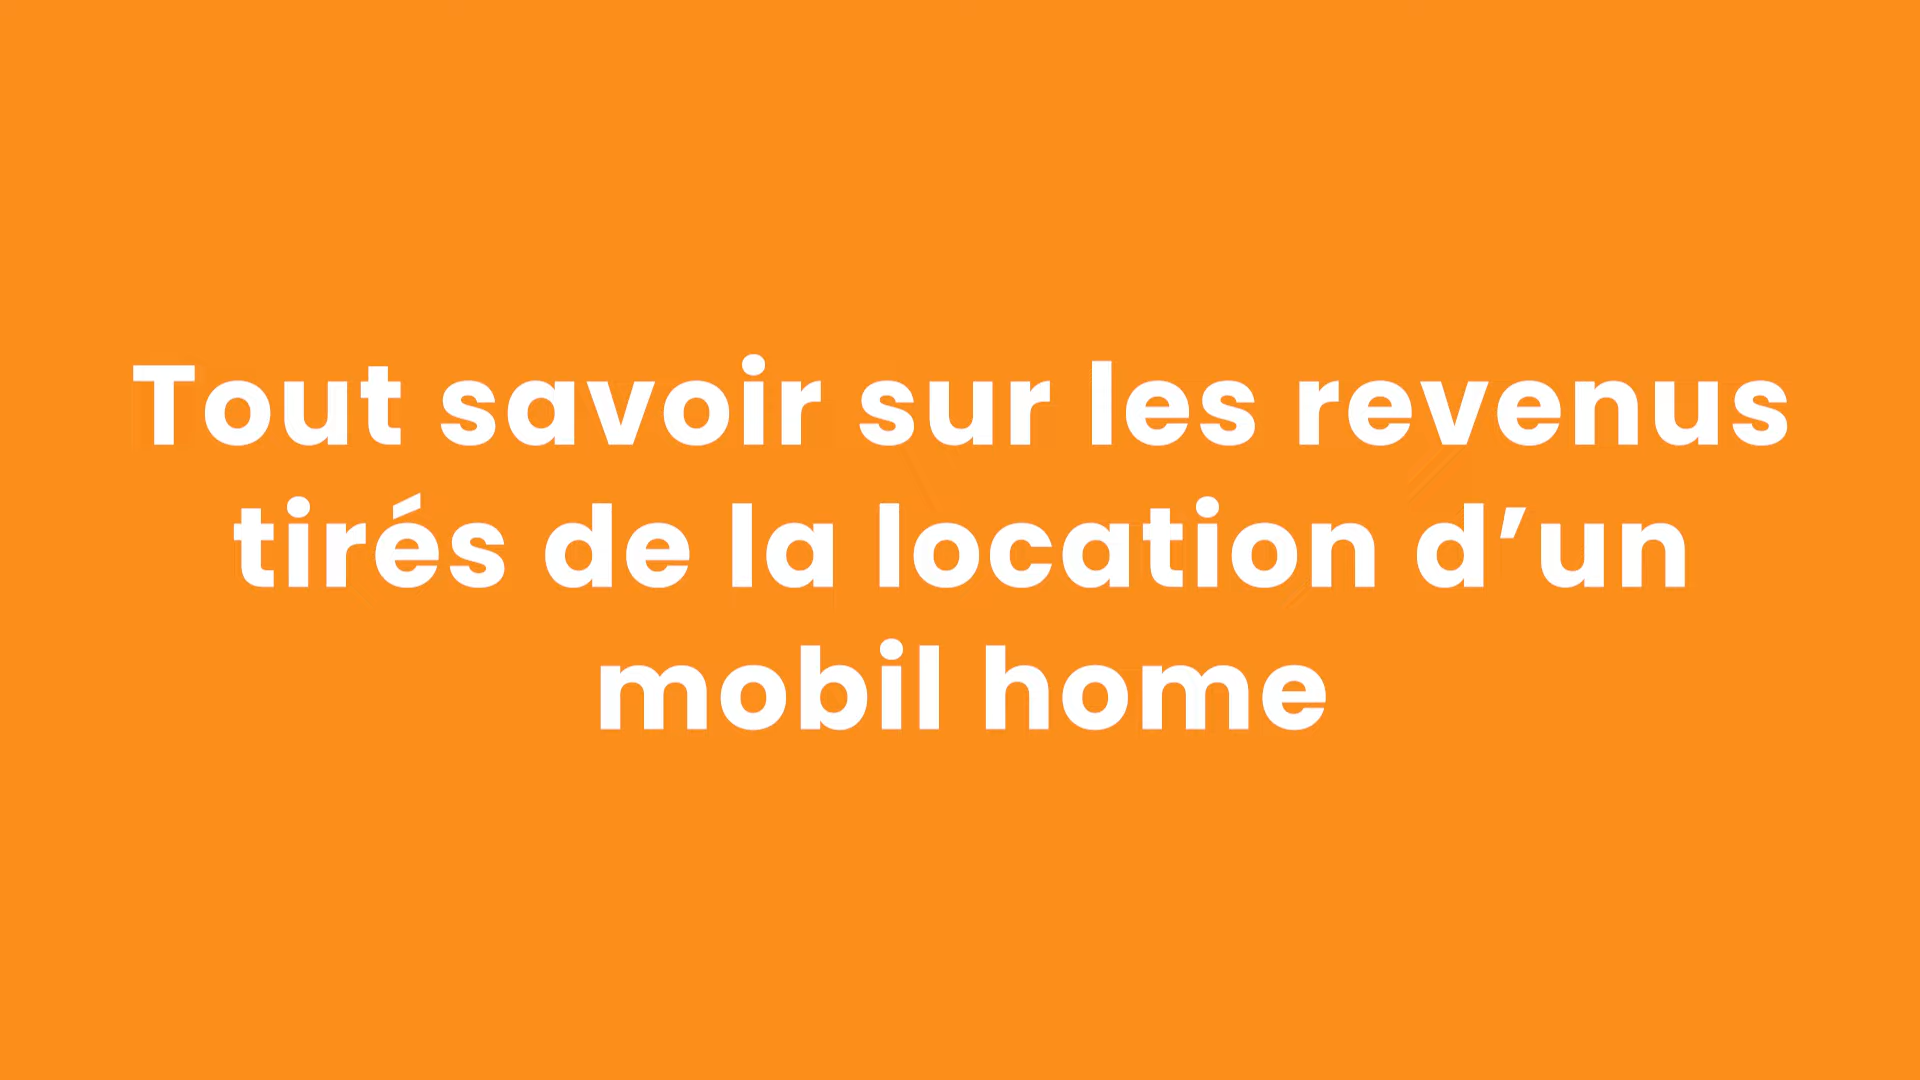 Tout savoir sur les revenus
tirés de la location d’un
mobil home